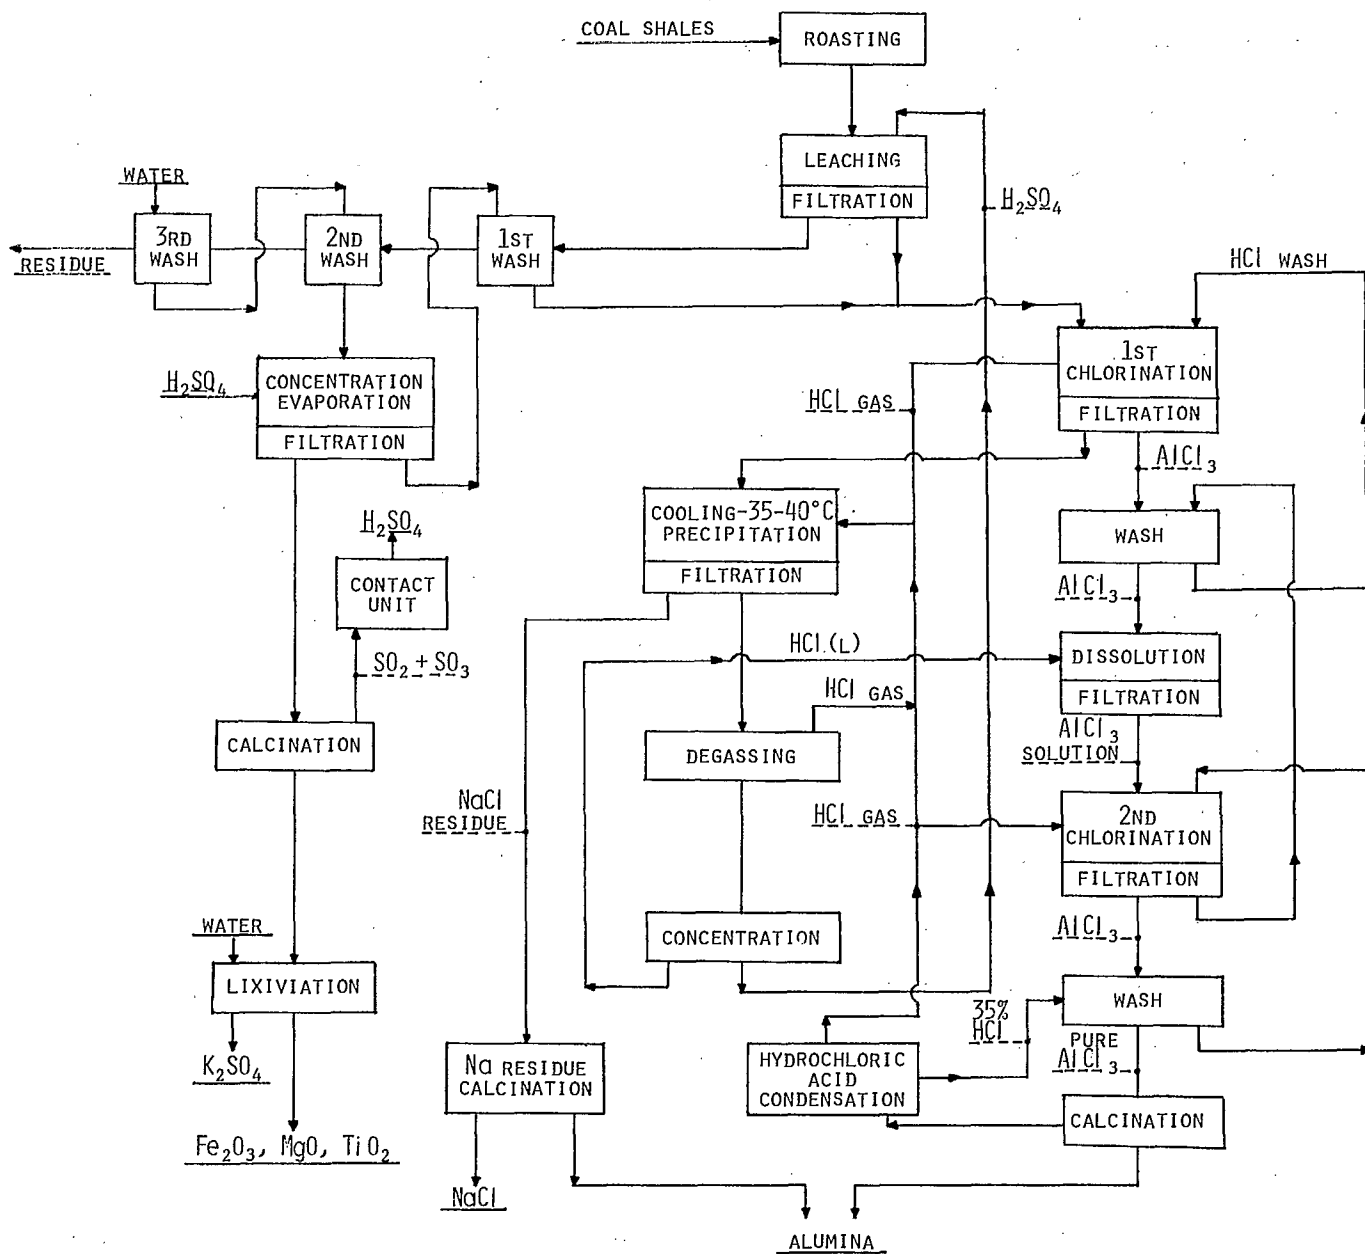 COAL SHALES
ROASTING
LEACHING
FILTRATION
H₂SO₄
WATER
3RD
WASH
2ND
WASH
1ST
WASH
RESIDUE
HCl WASH
1ST
CHLORINATION
FILTRATION
H₂SO₄
CONCENTRATION
EVAPORATION
FILTRATION
HCl GAS
AlCl₃
COOLING-35-40°C
PRECIPITATION
FILTRATION
WASH
H₂SO₄
CONTACT
UNIT
AlCl₃
SO₂ + SO₃
HCl (L)
DISSOLUTION
FILTRATION
HCl GAS
AlCl₃
SOLUTION
CALCINATION
DEGASSING
NaCl
RESIDUE
HCl GAS
2ND
CHLORINATION
FILTRATION
WATER
CONCENTRATION
AlCl₃
LIXIVIATION
WASH
35%
HCl
PURE
AlCl₃
K₂SO₄
Na RESIDUE
CALCINATION
HYDROCHLORIC
ACID
CONDENSATION
CALCINATION
Fe₂O₃, MgO, TiO₂
NaCl
ALUMINA